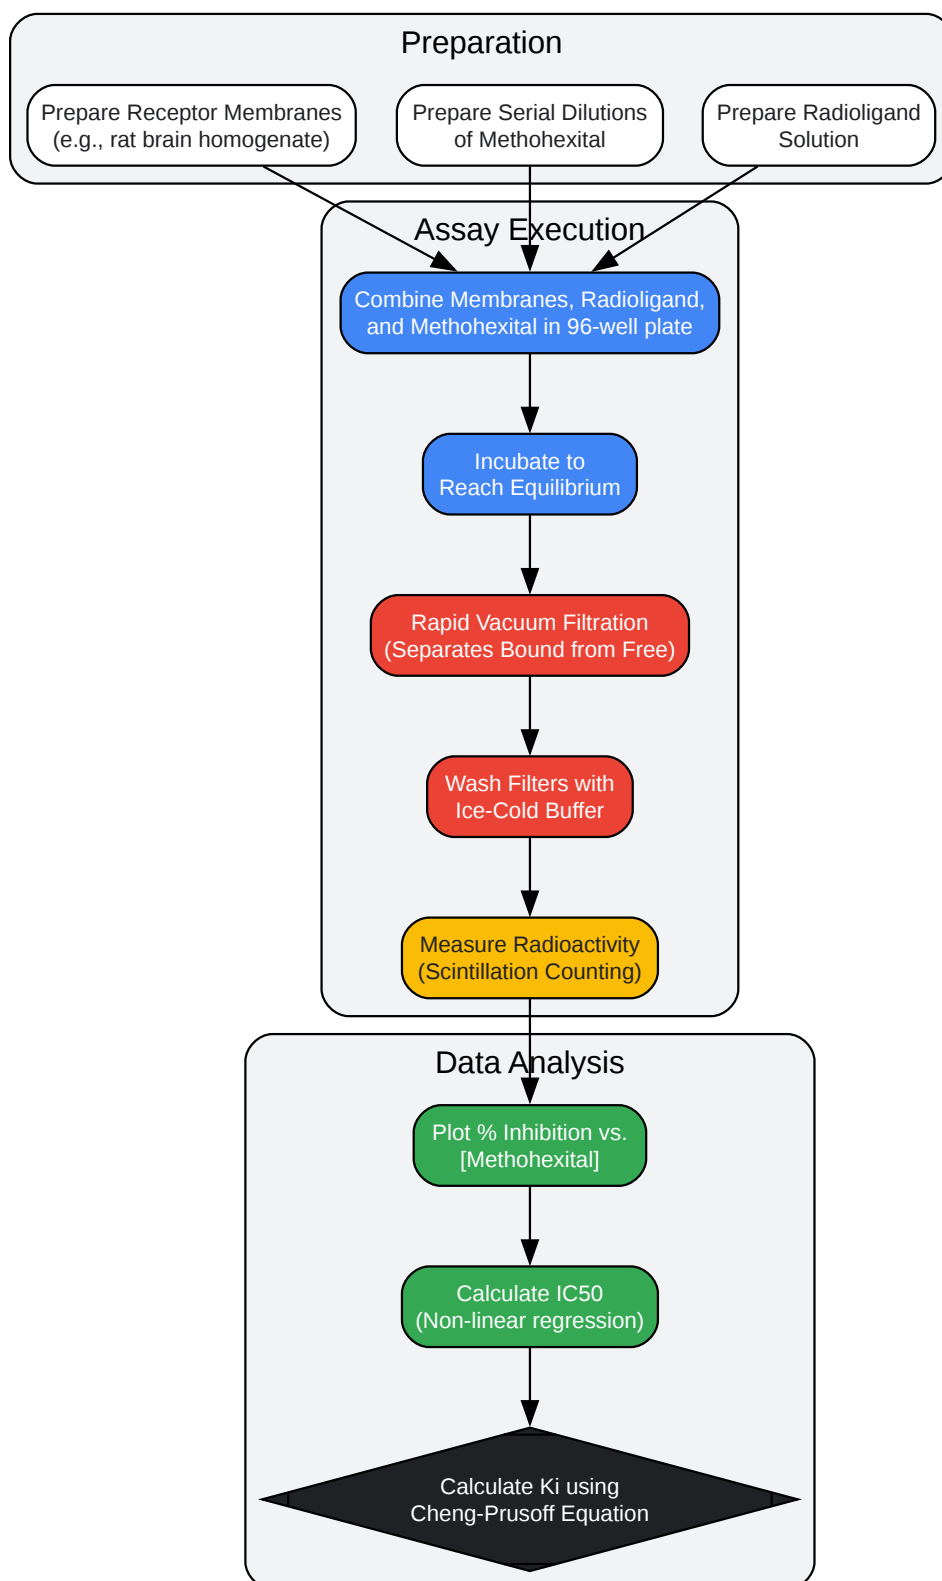 Preparation
Prepare Receptor Membranes
(e.g., rat brain homogenate)
Prepare Serial Dilutions
of Methohexital
Prepare Radioligand
Solution
Assay Execution
Combine Membranes, Radioligand,
and Methohexital in 96-well plate
Incubate to
Reach Equilibrium
Rapid Vacuum Filtration
(Separates Bound from Free)
Wash Filters with
Ice-Cold Buffer
Measure Radioactivity
(Scintillation Counting)
Data Analysis
Plot % Inhibition vs.
[Methohexital]
Calculate IC50
(Non-linear regression)
Calculate Ki using
Cheng-Prusoff Equation